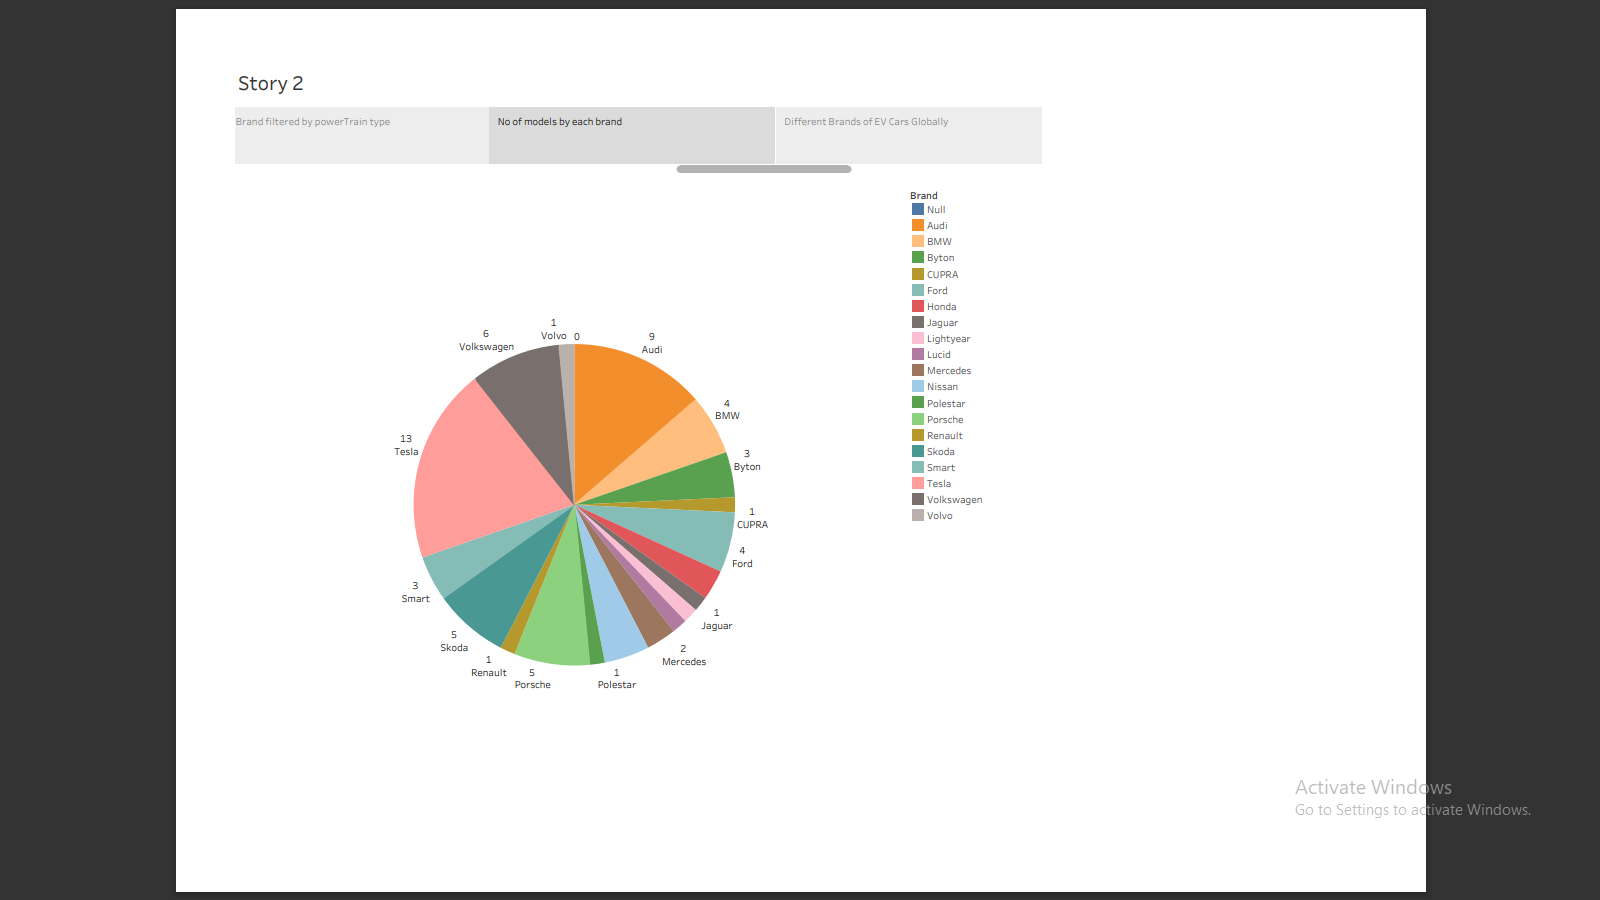 Story 2
Brand filtered by powerTrain type
No of models by each brand
Different Brands of EV Cars Globally
Brand
Null
Audi
BMW
Byton
CUPRA
Ford
Honda
Jaguar
Lightyear
Lucid
Mercedes
Nissan
Polestar
Porsche
Renault
Skoda
Smart
Tesla
Volkswagen
Volvo
1
Volvo
0
9
Audi
6
Volkswagen
4
BMW
13
Tesla
3
Byton
1
CUPRA
4
Ford
3
Smart
1
Jaguar
5
Skoda
2
Mercedes
1
Renault
5
Porsche
1
Polestar
Activate Windows
Go to Settings to activate Windows.